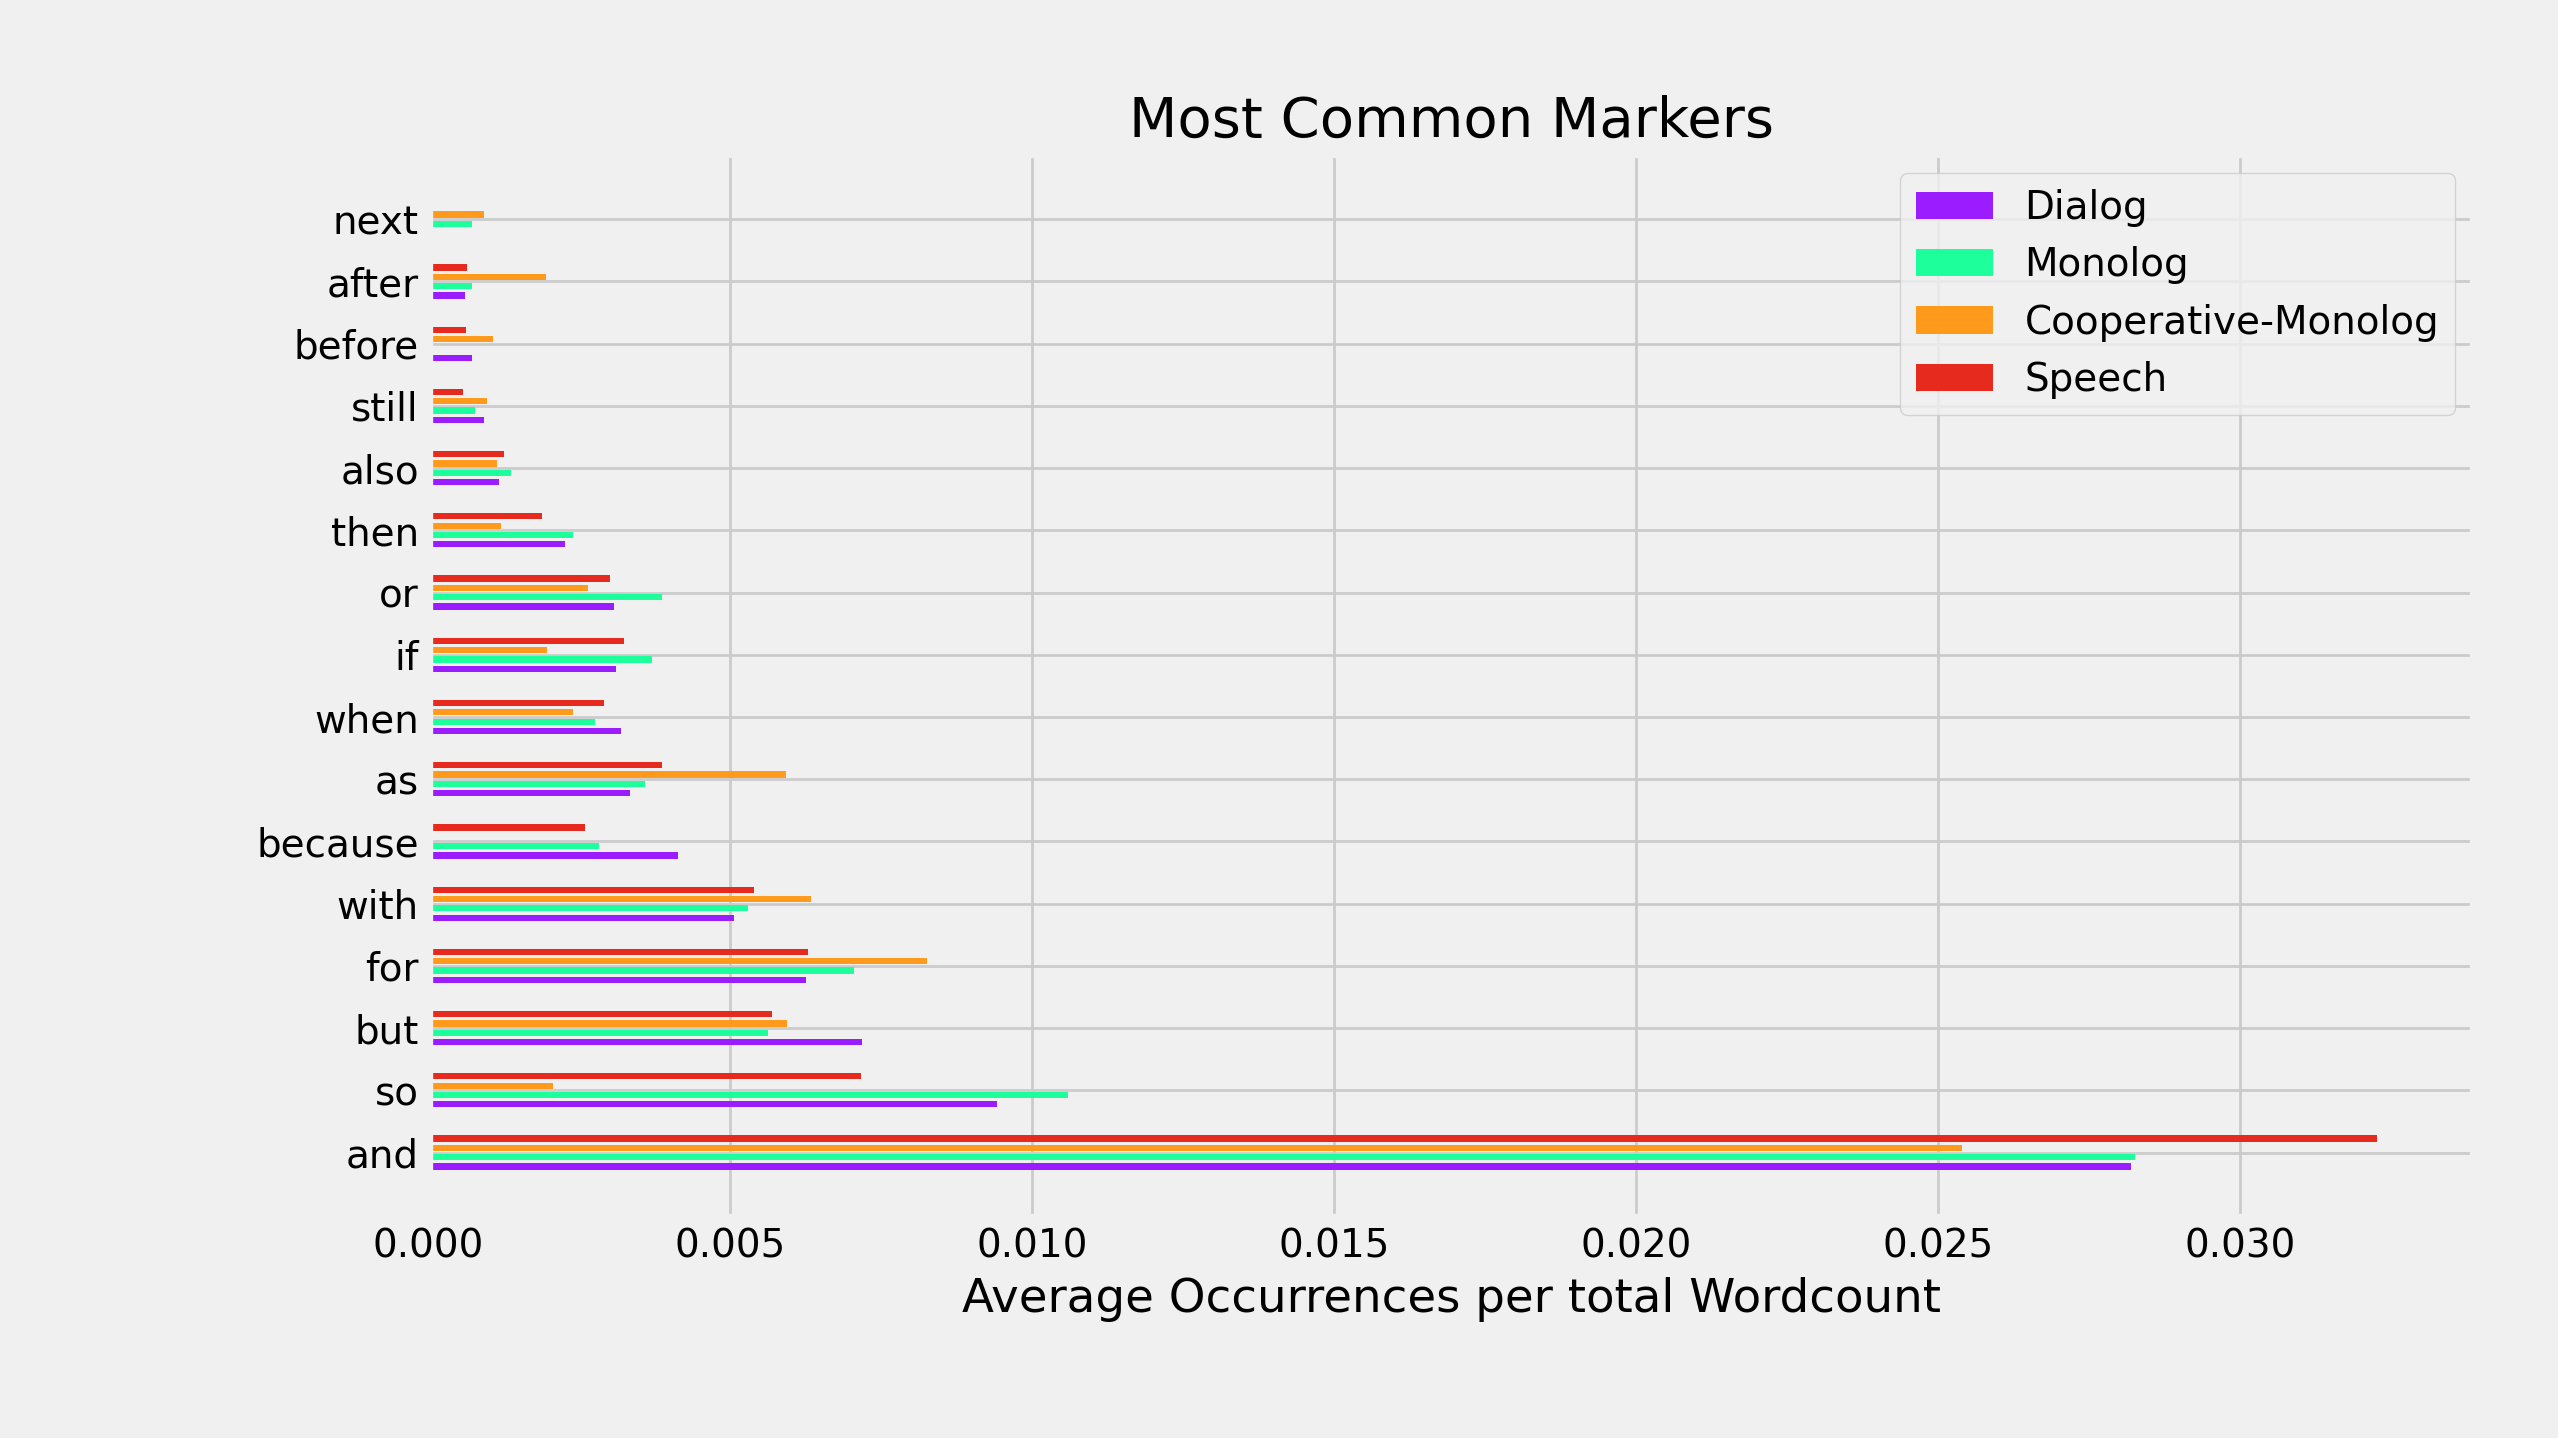 Most Common Markers
Dialog
Monolog
Cooperative-Monolog
Speech
next
after
before
still
also
then
or
if
when
as
because
with
for
but
so
and
0.000 0.005 0.010 0.015 0.020 0.025 0.030
Average Occurrences per total Wordcount